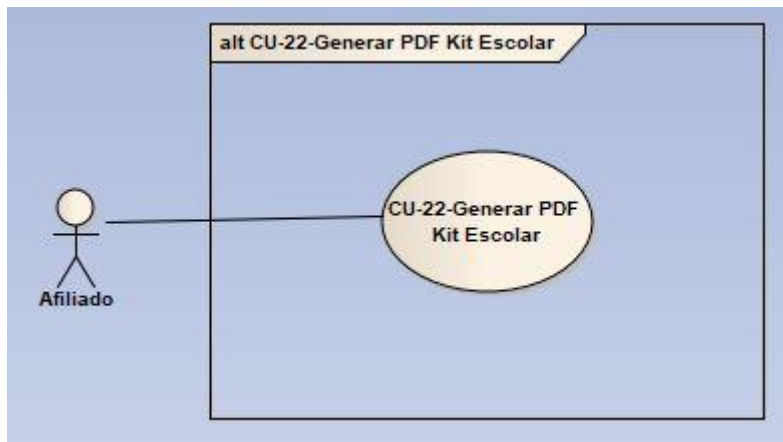 alt CU-22-Generar PDF Kit Escolar
CU-22-Generar PDF
Kit Escolar
Afiliado